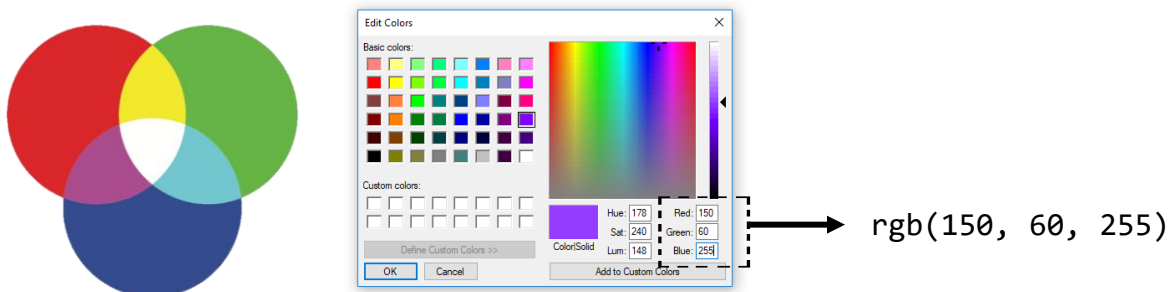 Edit Colors
Basic colors:
Custom colors:
Define Custom Colors >>
OK Cancel
Color|Solid
Hue: 178 Red: 150
Sat: 240 Green: 60
Lum: 148 Blue: 255
Add to Custom Colors
rgb(150, 60, 255)